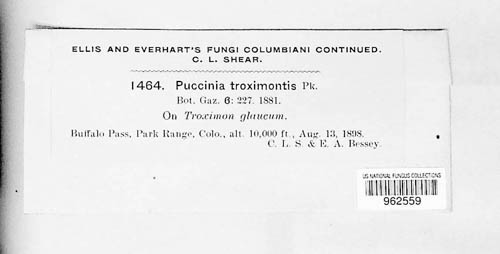 ELLIS AND EVERHART'S FUNGI COLUMBIANI CONTINUED.
C. L. SHEAR.
1464. Puccinia troximontis Pk.
Bot. Gaz. 6: 227. 1881.
On Troximon glaucum.
Buffalo Pass, Park Range, Colo., alt. 10,000 ft., Aug. 13, 1898.
C. L. S. & E. A. Bessey.
US NATIONAL FUNGUS COLLECTIONS
962559